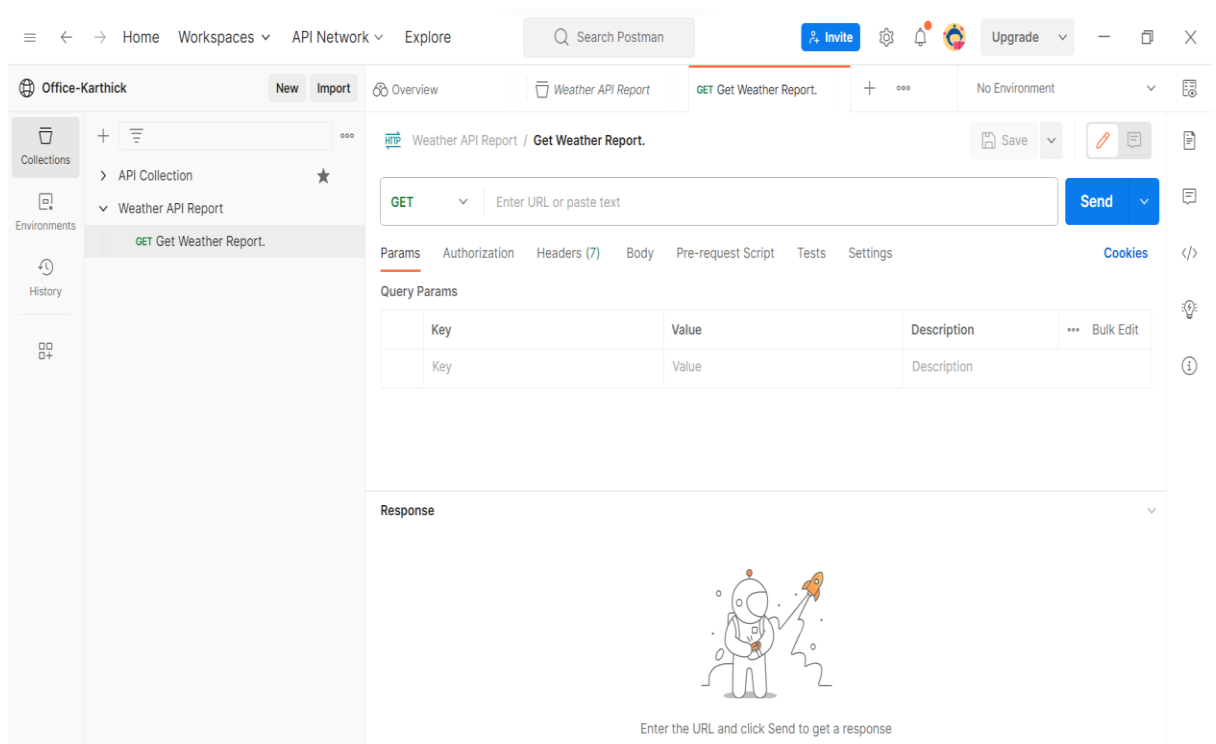 Home Workspaces API Network Explore Search Postman Invite Upgrade
Office-Karthick New Import Overview Weather API Report GET Get Weather Report. No Environment
Collections
Environments
History
API Collection
Weather API Report
GET Get Weather Report.
HTTP Weather API Report / Get Weather Report. Save
GET Enter URL or paste text Send
Params Authorization Headers (7) Body Pre-request Script Tests Settings Cookies
Query Params
Key Value Description Bulk Edit
Key Value Description
Response
Enter the URL and click Send to get a response